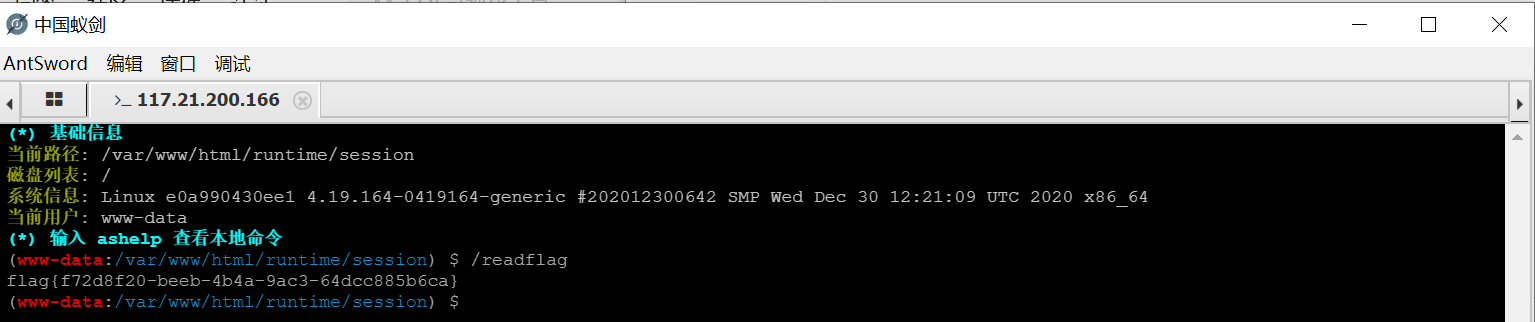 中国蚁剑
AntSword 编辑 窗口 调试
>_ 117.21.200.166
(*) 基础信息
当前路径: /var/www/html/runtime/session
磁盘列表: /
系统信息: Linux e0a990430ee1 4.19.164-0419164-generic #202012300642 SMP Wed Dec 30 12:21:09 UTC 2020 x86_64
当前用户: www-data
(*) 输入 ashelp 查看本地命令
(www-data:/var/www/html/runtime/session) $ /readflag
flag{f72d8f20-beeb-4b4a-9ac3-64dcc885b6ca}
(www-data:/var/www/html/runtime/session) $